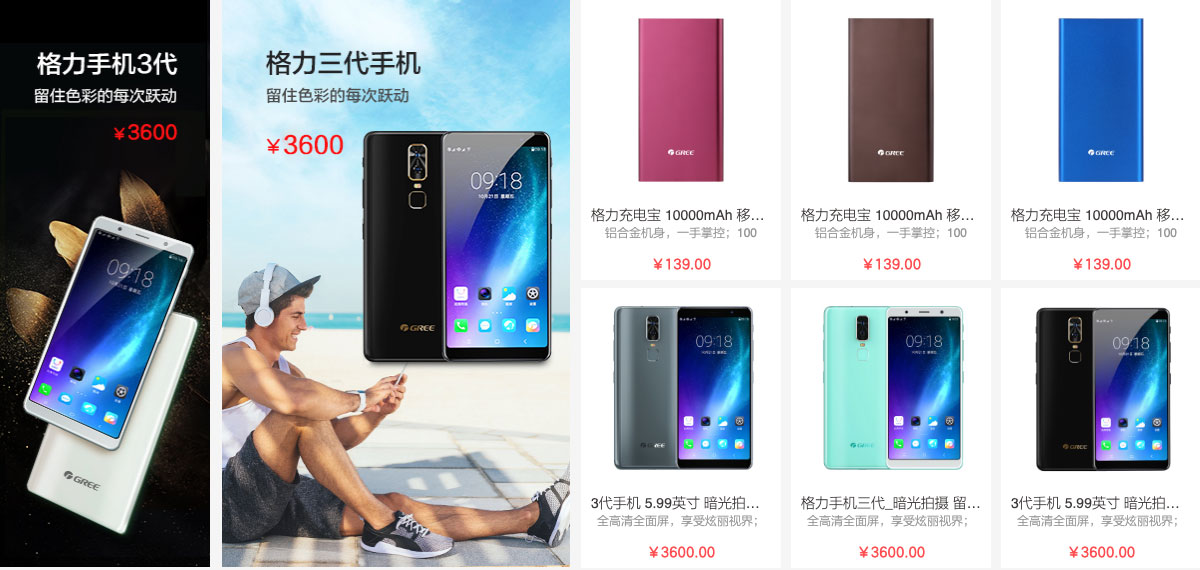 格力手机3代
留住色彩的每次跃动
￥3600
GREE
格力三代手机
留住色彩的每次跃动
￥3600
09:18
GREE
GREE
格力充电宝 10000mAh 移...
铝合金机身，一手掌控；100
￥139.00
GREE
格力充电宝 10000mAh 移...
铝合金机身，一手掌控；100
￥139.00
GREE
格力充电宝 10000mAh 移...
铝合金机身，一手掌控；100
￥139.00
09:18
GREE
3代手机 5.99英寸 暗光拍...
全高清全面屏，享受炫丽视界；
￥3600.00
09:18
GREE
格力手机三代_暗光拍摄 留...
全高清全面屏，享受炫丽视界；
￥3600.00
09:18
GREE
3代手机 5.99英寸 暗光拍...
全高清全面屏，享受炫丽视界；
￥3600.00